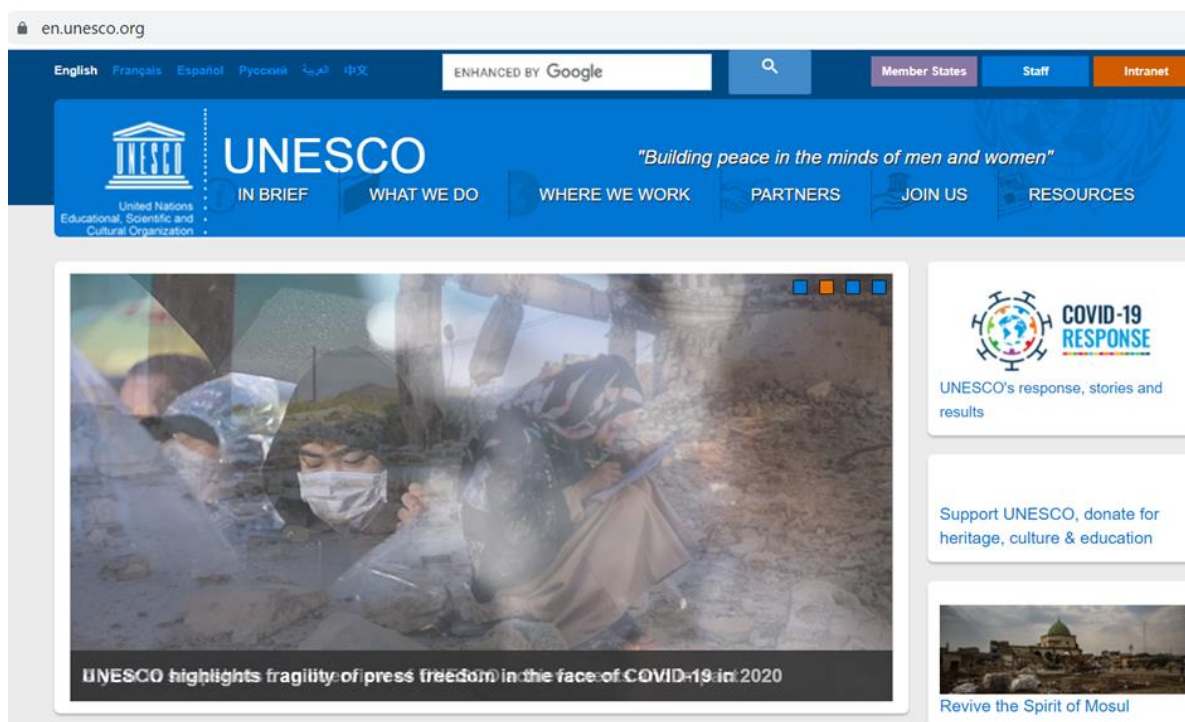 en.unesco.org
English Français Español Русский العربية 中文
ENHANCED BY Google
Member States Staff Intranet
UNESCO
United Nations
Educational, Scientific and
Cultural Organization
UNESCO
"Building peace in the minds of men and women"
IN BRIEF WHAT WE DO WHERE WE WORK PARTNERS JOIN US RESOURCES
UNESCO highlights fragility of press freedom in the face of COVID-19 in 2020
COVID-19
RESPONSE
UNESCO's response, stories and
results
Support UNESCO, donate for
heritage, culture & education
Revive the Spirit of Mosul